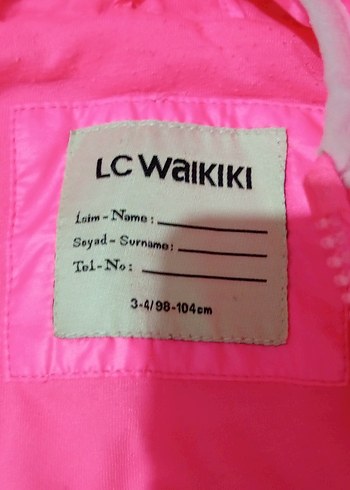 LC WAIKIKI
İsim - Name :
Soyad - Surname :
Tel - No :
3-4/98-104cm